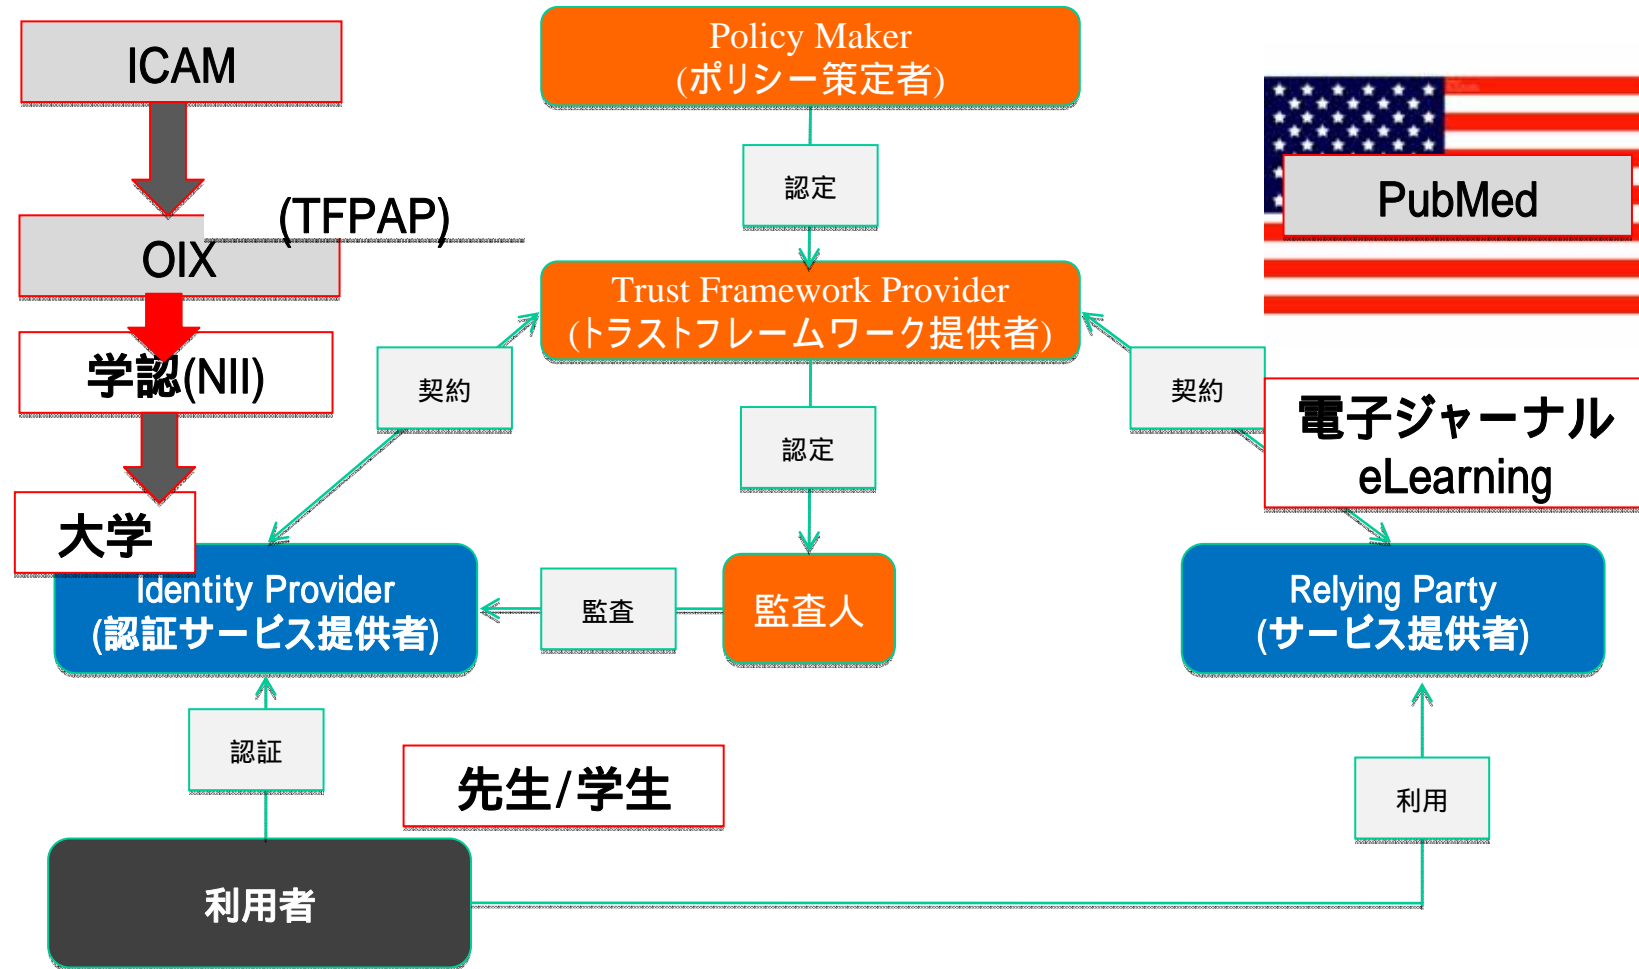 ICAM
Policy Maker
(ポリシー策定者)
認定
PubMed
(TFPAP)
OIX
Trust Framework Provider
(トラストフレームワーク提供者)
学認(NII)
契約
認定
契約
電子ジャーナル
eLearning
大学
Identity Provider
(認証サービス提供者)
監査
監査人
Relying Party
(サービス提供者)
認証
先生/学生
利用
利用者